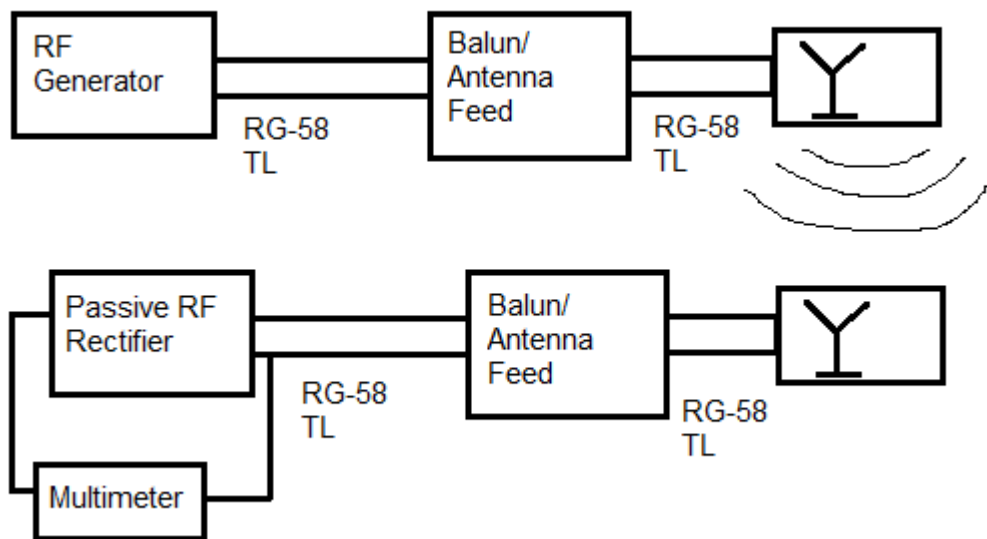 RF
Generator
RG-58
TL
Balun/
Antenna
Feed
RG-58
TL
Passive RF
Rectifier
RG-58
TL
Balun/
Antenna
Feed
RG-58
TL
Multimeter